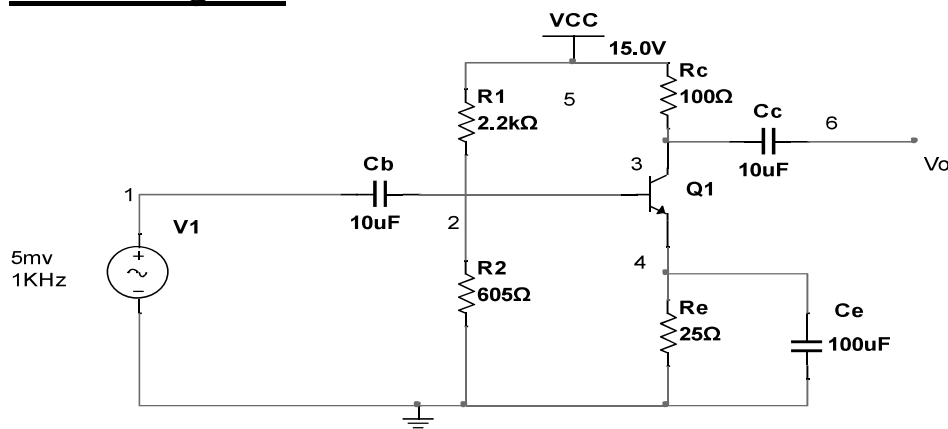 VCC
15.0V
Rc
100Ω
R1
2.2kΩ
5
Cc
10uF
6
Vo
3
Q1
Cb
10uF
1
V1
2
5mv
1KHz
R2
605Ω
4
Re
25Ω
Ce
100uF